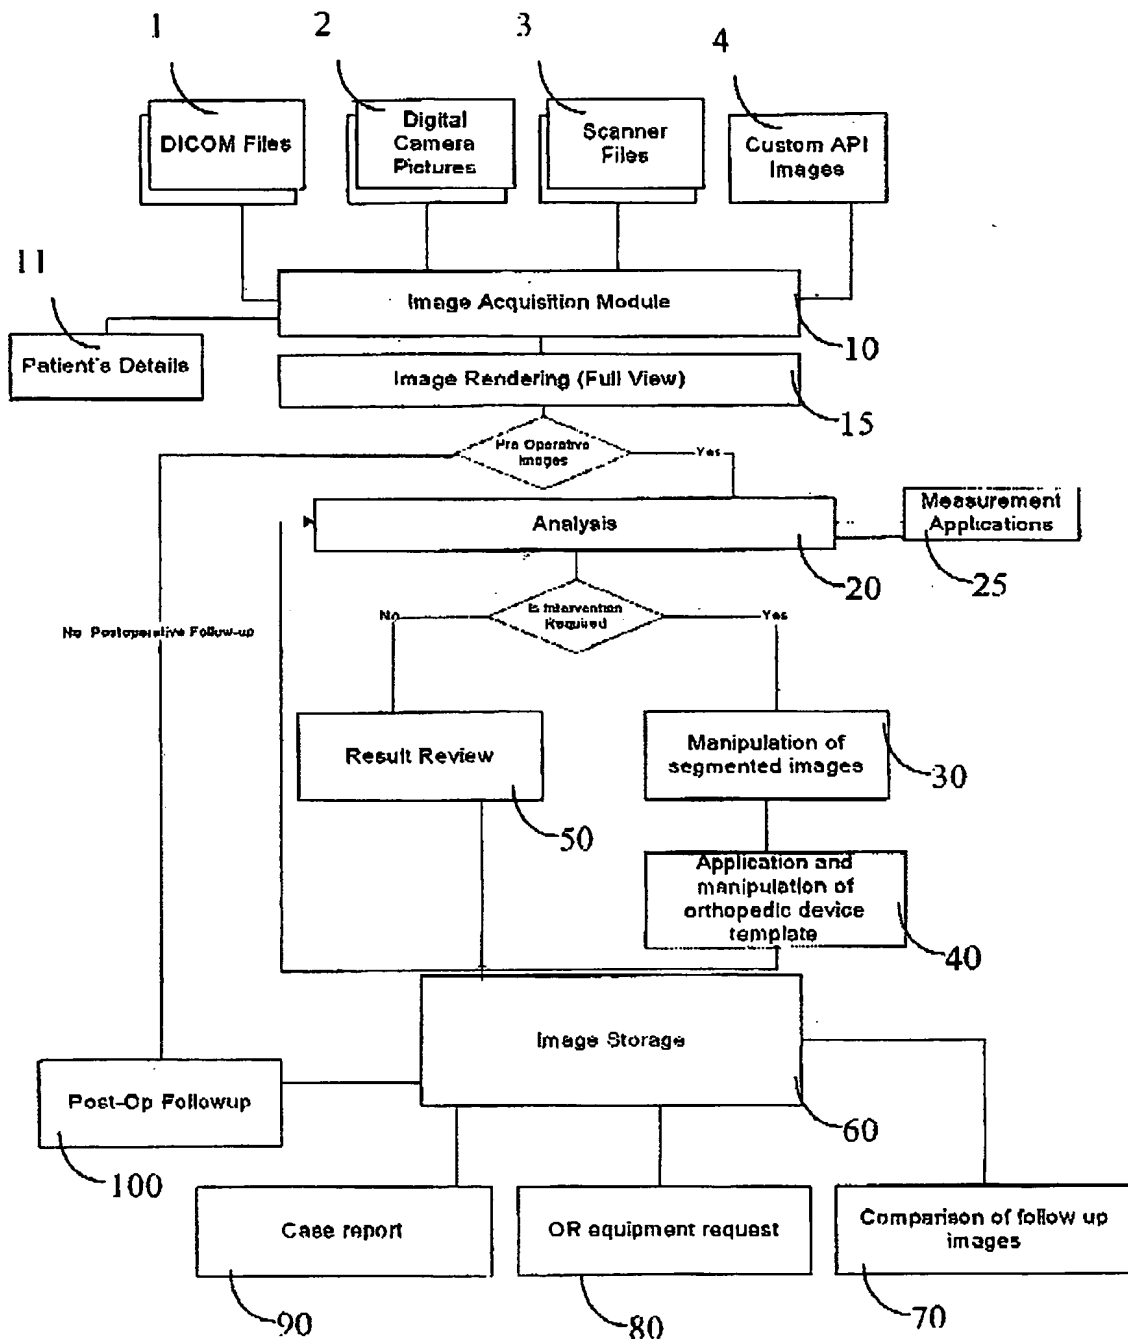 1
2
3
4
DICOM Files
Digital
Camera
Pictures
Scanner
Files
Custom API
Images
11
Image Acquisition Module
10
Patient's Details
Image Rendering (Full View)
15
Pre Operative
Images
Yes
Analysis
20
Measurement
Applications
25
Is Intervention
Required
No
Yes
No Postoperative Follow-up
Result Review
50
Manipulation of
segmented images
30
Application and
manipulation of
orthopedic device
template
40
Image Storage
60
Post-Op Followup
100
Case report
90
OR equipment request
80
Comparison of follow up
images
70